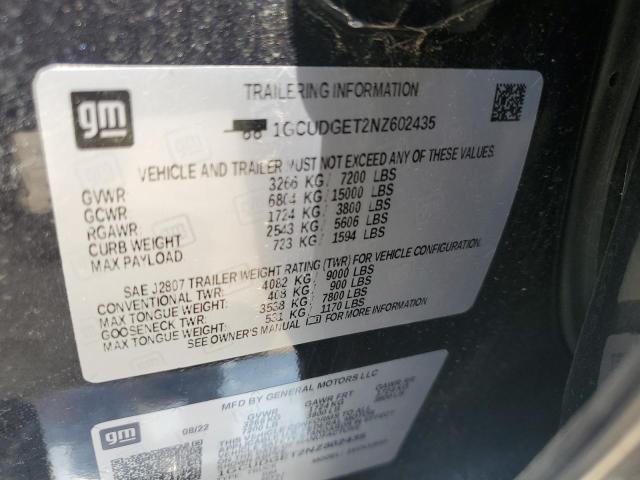 gm
TRAILERING INFORMATION
1GCUDGET2NZ602435
VEHICLE AND TRAILER MUST NOT EXCEED ANY OF THESE VALUES
GVWR 3266 KG / 7200 LBS
GCWR 6804 KG / 15000 LBS
RGAWR 1724 KG / 3800 LBS
CURB WEIGHT 2543 KG / 5606 LBS
MAX PAYLOAD 723 KG / 1594 LBS
SAE J2807 TRAILER WEIGHT RATING (TWR) FOR VEHICLE CONFIGURATION.
CONVENTIONAL TWR: 4082 KG / 9000 LBS
MAX TONGUE WEIGHT: 408 KG / 900 LBS
GOOSENECK TWR: 3538 KG / 7800 LBS
MAX TONGUE WEIGHT: 531 KG / 1170 LBS
SEE OWNER'S MANUAL FOR MORE INFORMATION
gm
MFD BY GENERAL MOTORS LLC
08/22
GVWR GAWR FRT GAWR RR